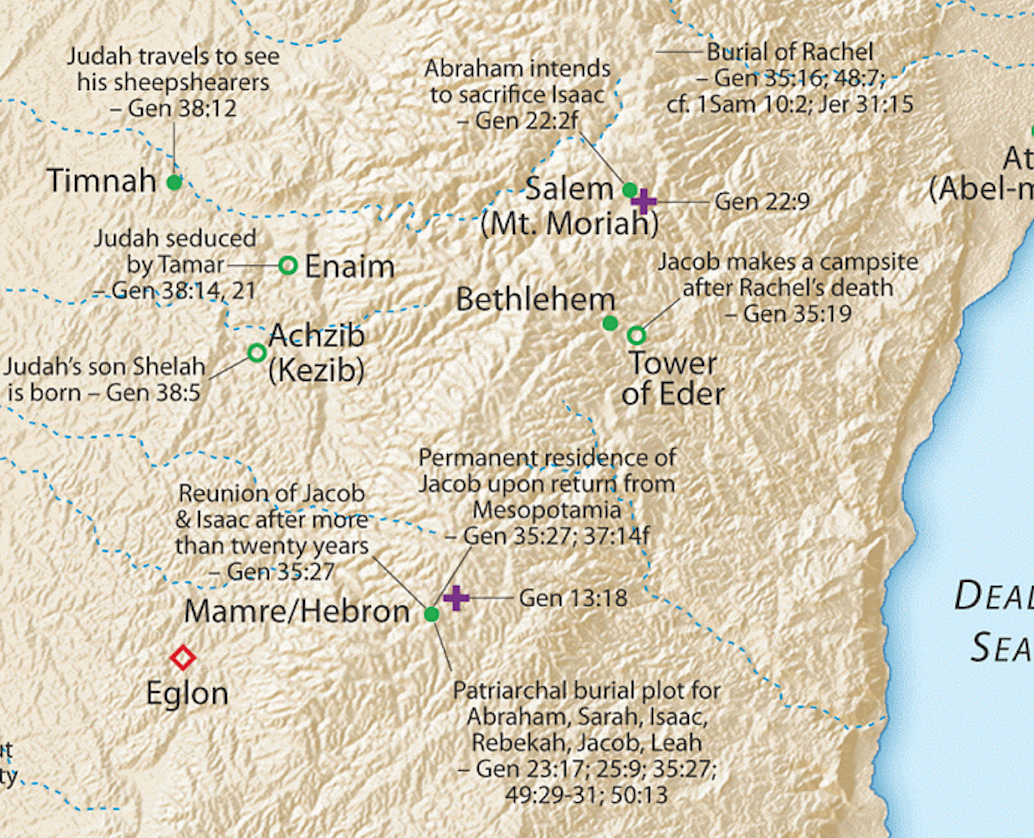 Judah travels to see
his sheepshearers
– Gen 38:12
Abraham intends
to sacrifice Isaac
– Gen 22:2f
Burial of Rachel
– Gen 35:16; 48:7;
cf. 1Sam 10:2; Jer 31:15
Timnah
Salem
(Mt. Moriah)
Gen 22:9
At
(Abel-m
Judah seduced
by Tamar
– Gen 38:14, 21
Enaim
Jacob makes a campsite
after Rachel's death
– Gen 35:19
Bethlehem
Tower
of Eder
Achzib
(Kezib)
Judah's son Shelah
is born – Gen 38:5
Permanent residence of
Jacob upon return from
Mesopotamia
– Gen 35:27; 37:14f
Reunion of Jacob
& Isaac after more
than twenty years
– Gen 35:27
Mamre/Hebron
Gen 13:18
DEAD
SEA
Eglon
Patriarchal burial plot for
Abraham, Sarah, Isaac,
Rebekah, Jacob, Leah
– Gen 23:17; 25:9; 35:27;
49:29-31; 50:13
ut
ty